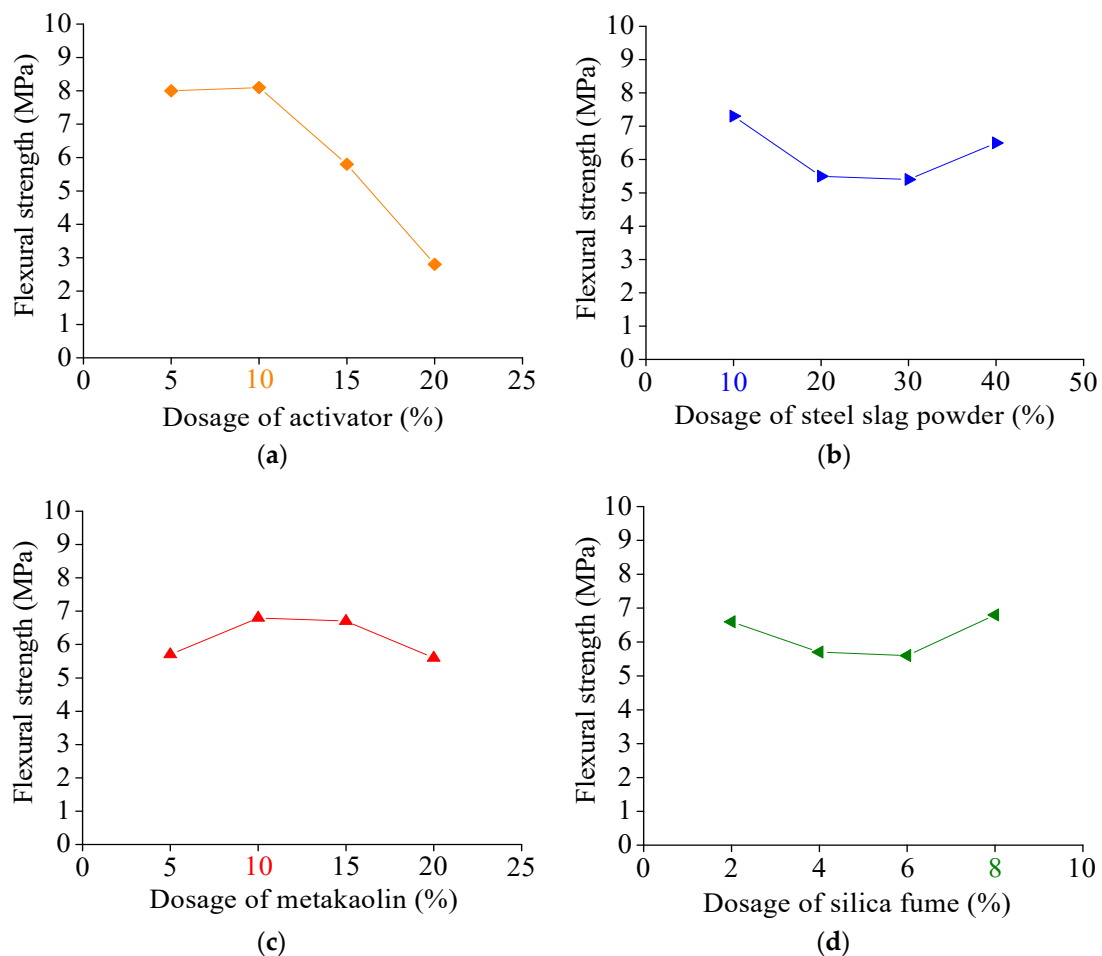 Flexural strength (MPa)
10
9
8
7
6
5
4
3
2
1
0
0 5 10 15 20 25
Dosage of activator (%)
(a)
Flexural strength (MPa)
10
9
8
7
6
5
4
3
2
1
0
0 10 20 30 40 50
Dosage of steel slag powder (%)
(b)
Flexural strength (MPa)
10
9
8
7
6
5
4
3
2
1
0
0 5 10 15 20 25
Dosage of metakaolin (%)
(c)
Flexural strength (MPa)
10
9
8
7
6
5
4
3
2
1
0
0 2 4 6 8 10
Dosage of silica fume (%)
(d)